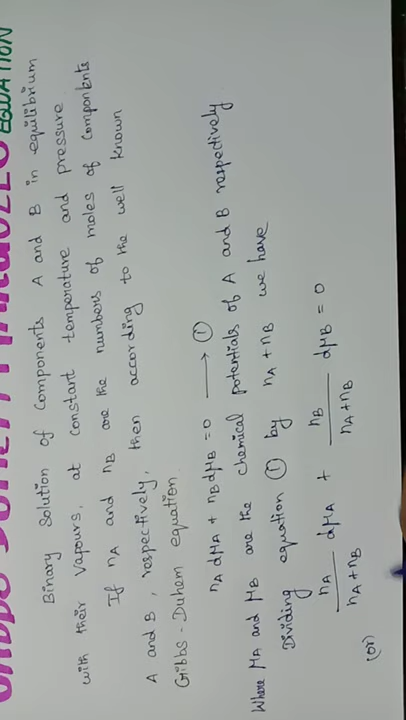 EQUATION
Binary Solution of Components A and B in equilibrium
with their vapours, at constant temperature and pressure.
If nA and nB are the numbers of moles of Components
A and B, respectively, then according to the well known
Gibbs-Duhem equation.
nA dμA + nB dμB = 0 ⟶ ①
Where μA and μB are the chemical potentials of A and B respectively
Dividing equation ① by nA + nB we have
nA/(nA + nB) dμA + nB/(nA + nB) dμB = 0
(or)